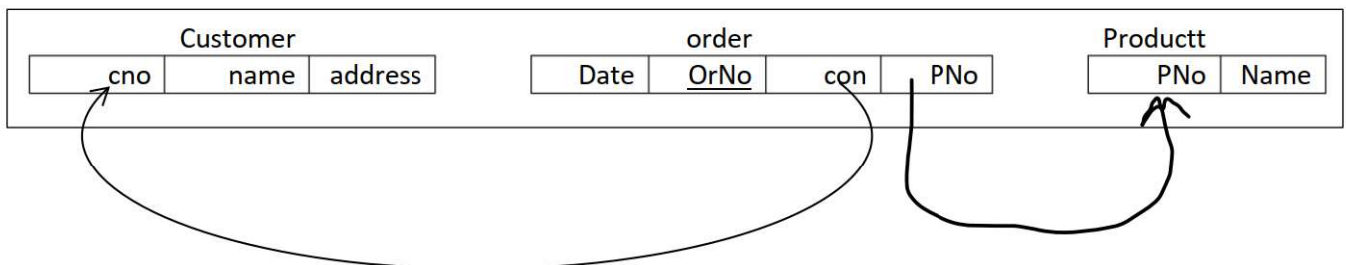 Customer order Productt
cno name address Date OrNo con PNo PNo Name